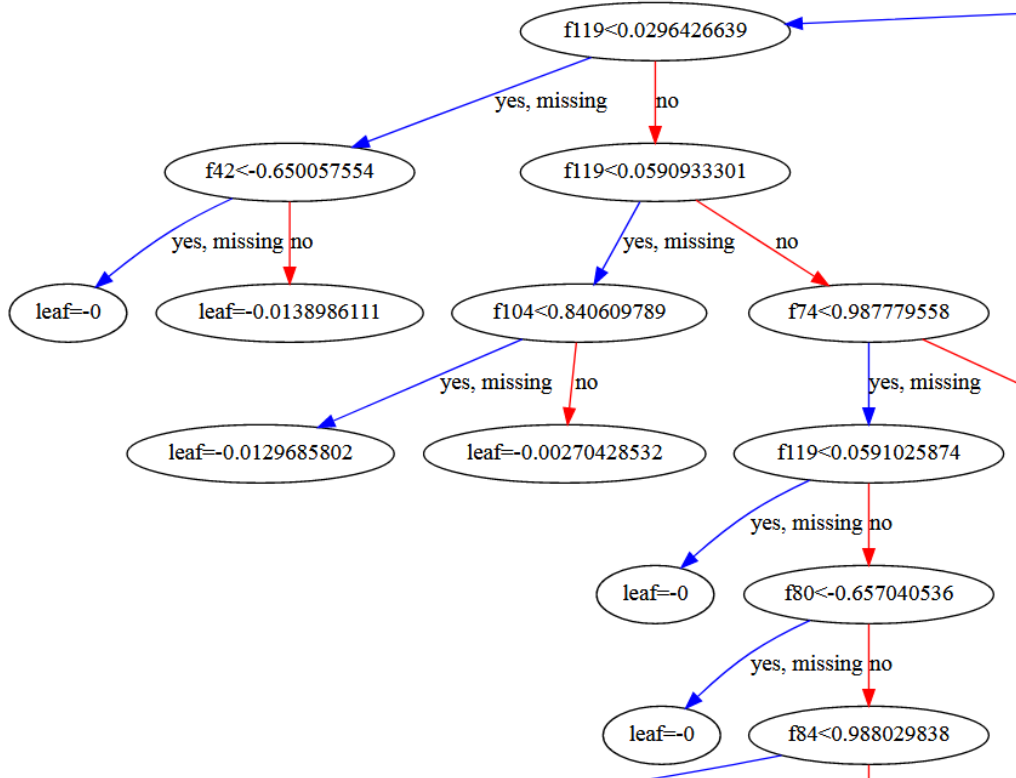 f119<0.0296426639
yes, missing
no
f42<-0.650057554
f119<0.0590933301
yes, missing
no
yes, missing
no
leaf=-0
leaf=-0.0138986111
f104<0.840609789
f74<0.987779558
yes, missing
no
yes, missing
leaf=-0.0129685802
leaf=-0.00270428532
f119<0.0591025874
yes, missing
no
leaf=-0
f80<-0.657040536
yes, missing
no
leaf=-0
f84<0.988029838